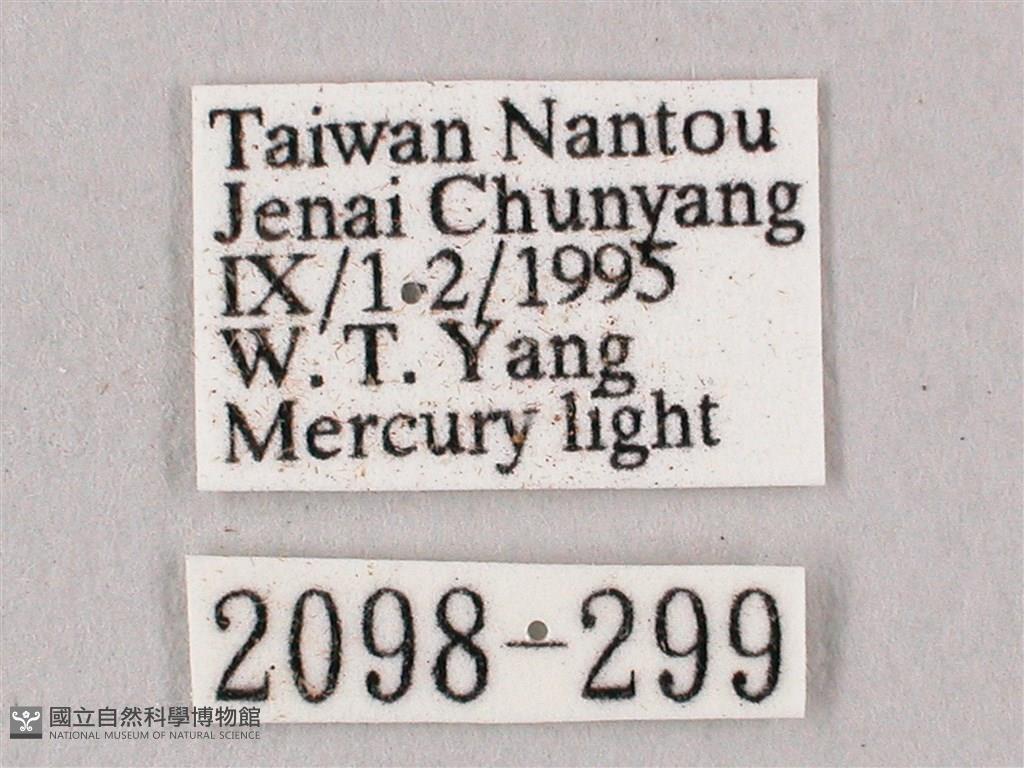 Taiwan Nantou
Jenai Chunyang
IX/1-2/1995
W. T. Yang
Mercury light
2098-299
國立自然科學博物館
NATIONAL MUSEUM OF NATURAL SCIENCE